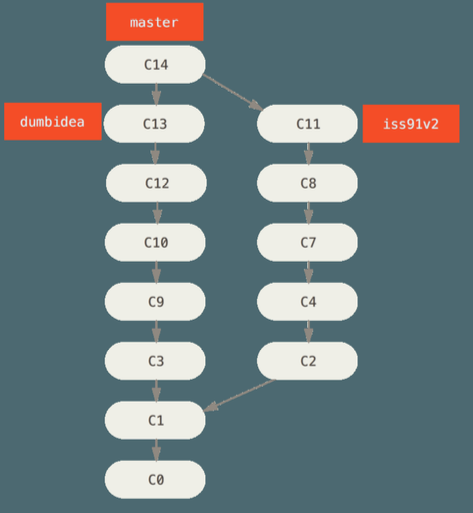 master
C14
dumbidea C13 C11 iss91v2
C12 C8
C10 C7
C9 C4
C3 C2
C1
C0